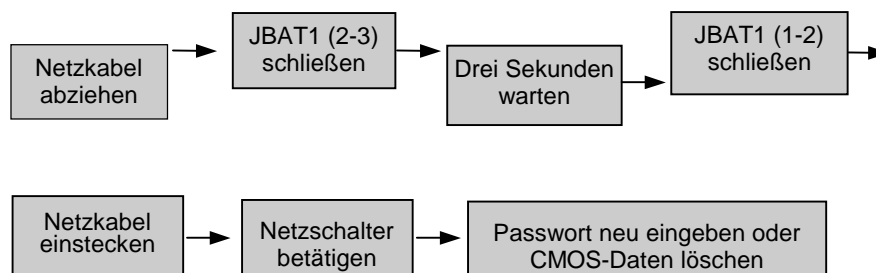 Netzkabel
abziehen
JBAT1 (2-3)
schließen
Drei Sekunden
warten
JBAT1 (1-2)
schließen
Netzkabel
einstecken
Netzschalter
betätigen
Passwort neu eingeben oder
CMOS-Daten löschen